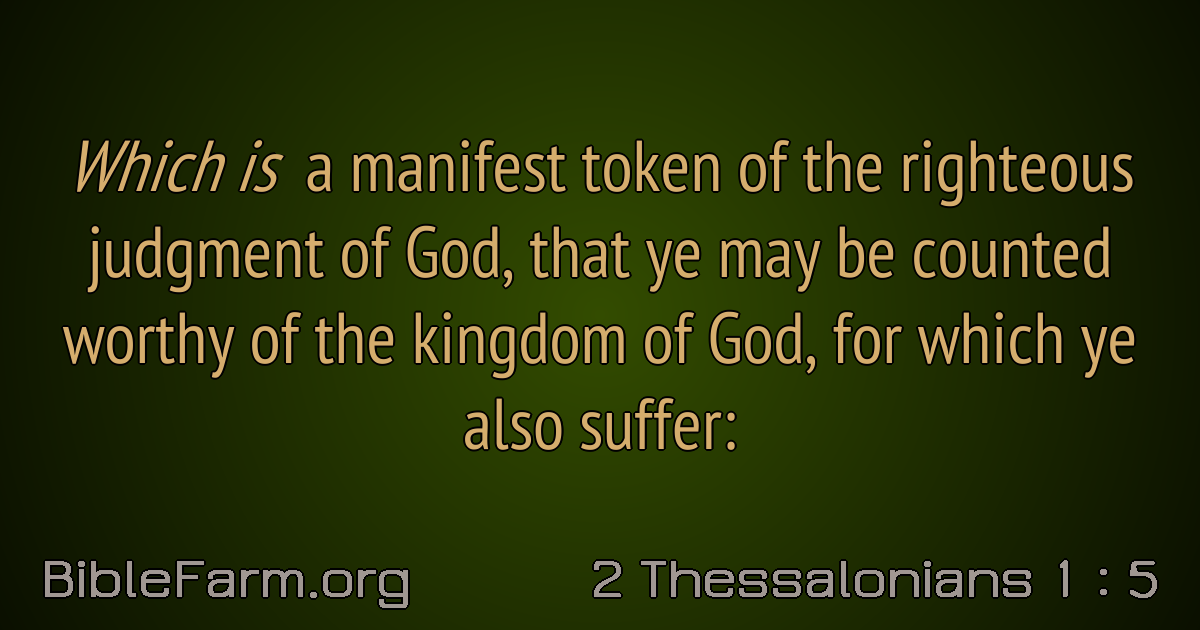 Which is a manifest token of the righteous
judgment of God, that ye may be counted
worthy of the kingdom of God, for which ye
also suffer:
BibleFarm.org
2 Thessalonians 1 : 5